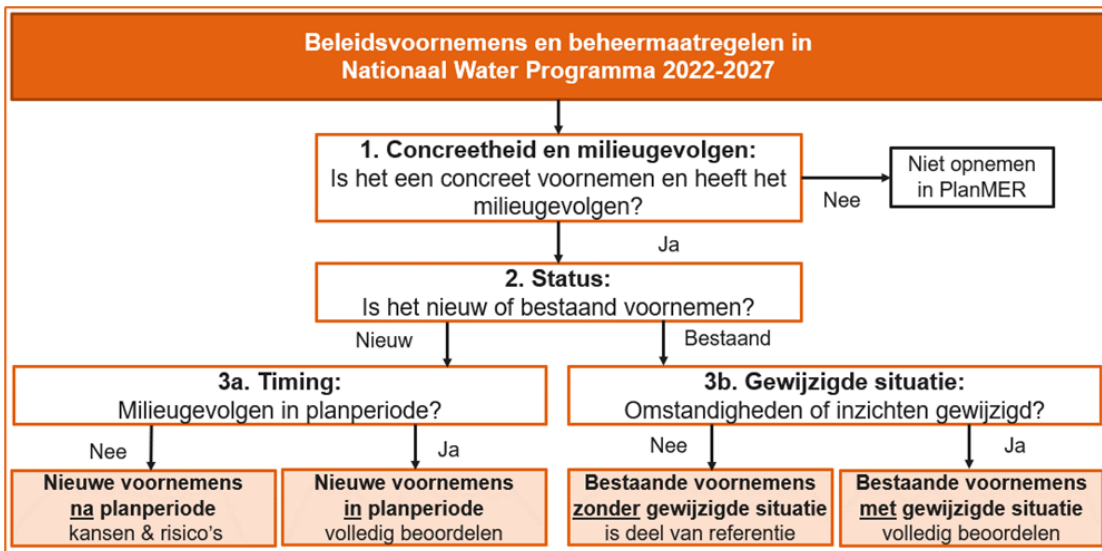 Beleidsvoornemens en beheermaatregelen in
Nationaal Water Programma 2022-2027
1. Concreetheid en milieugevolgen:
Is het een concreet voornemen en heeft het
milieugevolgen?
Nee
Niet opnemen
in PlanMER
Ja
2. Status:
Is het nieuw of bestaand voornemen?
Nieuw
Bestaand
3a. Timing:
Milieugevolgen in planperiode?
3b. Gewijzigde situatie:
Omstandigheden of inzichten gewijzigd?
Nee
Ja
Nee
Ja
Nieuwe voornemens
na planperiode
kansen & risico's
Nieuwe voornemens
in planperiode
volledig beoordelen
Bestaande voornemens
zonder gewijzigde situatie
is deel van referentie
Bestaande voornemens
met gewijzigde situatie
volledig beoordelen